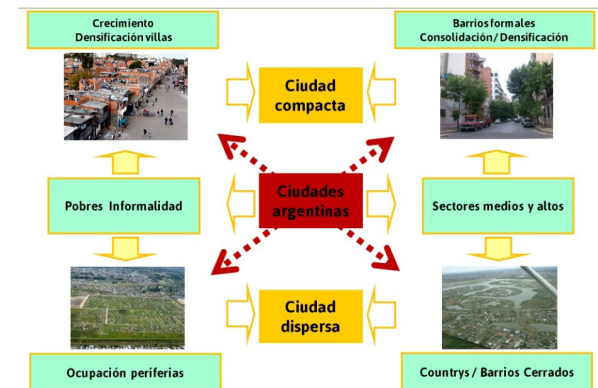 Crecimiento
Densificación villas
Barrios formales
Consolidación/ Densificación
Ciudad
compacta
Pobres Informalidad
Ciudades
argentinas
Sectores medios y altos
Ciudad
dispersa
Ocupación periferias
Countrys / Barrios Cerrados